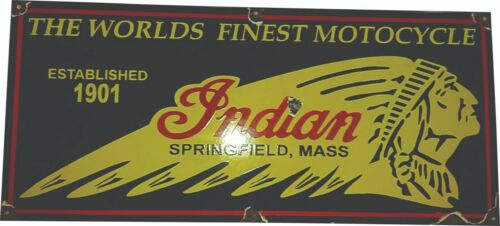 THE WORLDS FINEST MOTOCYCLE
ESTABLISHED
1901
Indian
SPRINGFIELD, MASS